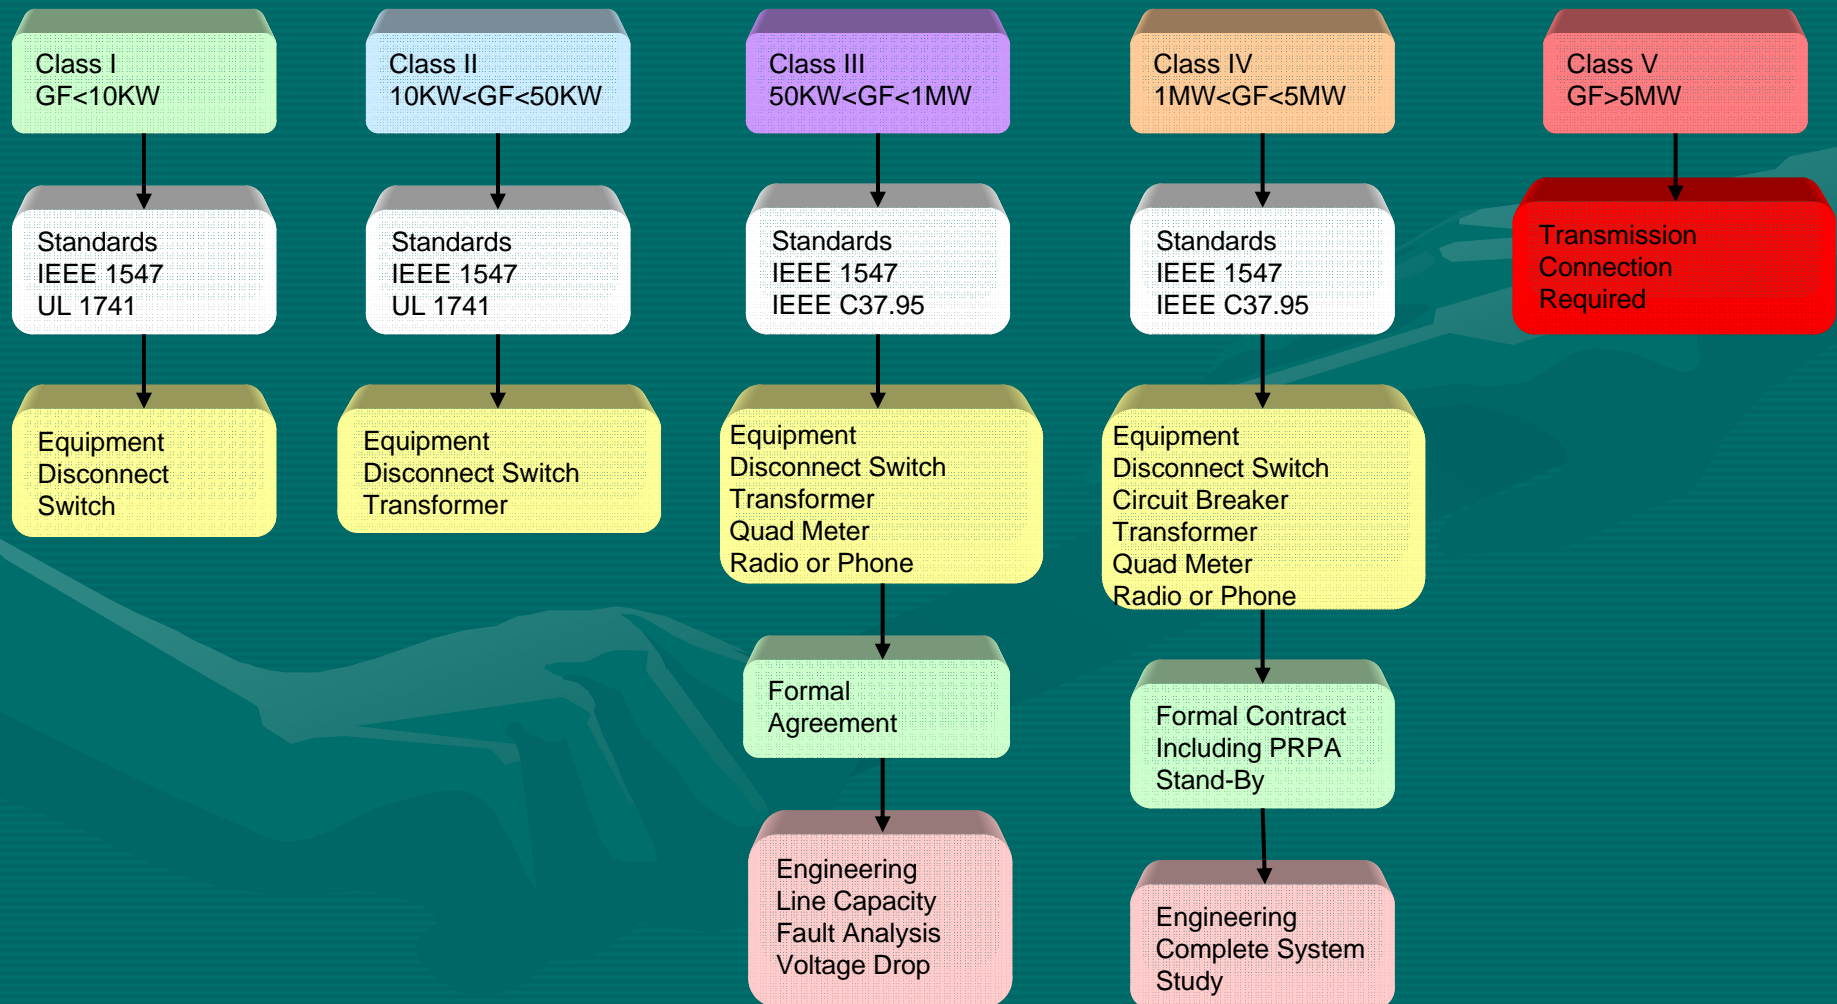 Class I
GF<10KW
Class II
10KW<GF<50KW
Class III
50KW<GF<1MW
Class IV
1MW<GF<5MW
Class V
GF>5MW
Standards
IEEE 1547
UL 1741
Standards
IEEE 1547
UL 1741
Standards
IEEE 1547
IEEE C37.95
Standards
IEEE 1547
IEEE C37.95
Transmission
Connection
Required
Equipment
Disconnect
Switch
Equipment
Disconnect Switch
Transformer
Equipment
Disconnect Switch
Transformer
Quad Meter
Radio or Phone
Equipment
Disconnect Switch
Circuit Breaker
Transformer
Quad Meter
Radio or Phone
Formal
Agreement
Formal Contract
Including PRPA
Stand-By
Engineering
Line Capacity
Fault Analysis
Voltage Drop
Engineering
Complete System
Study